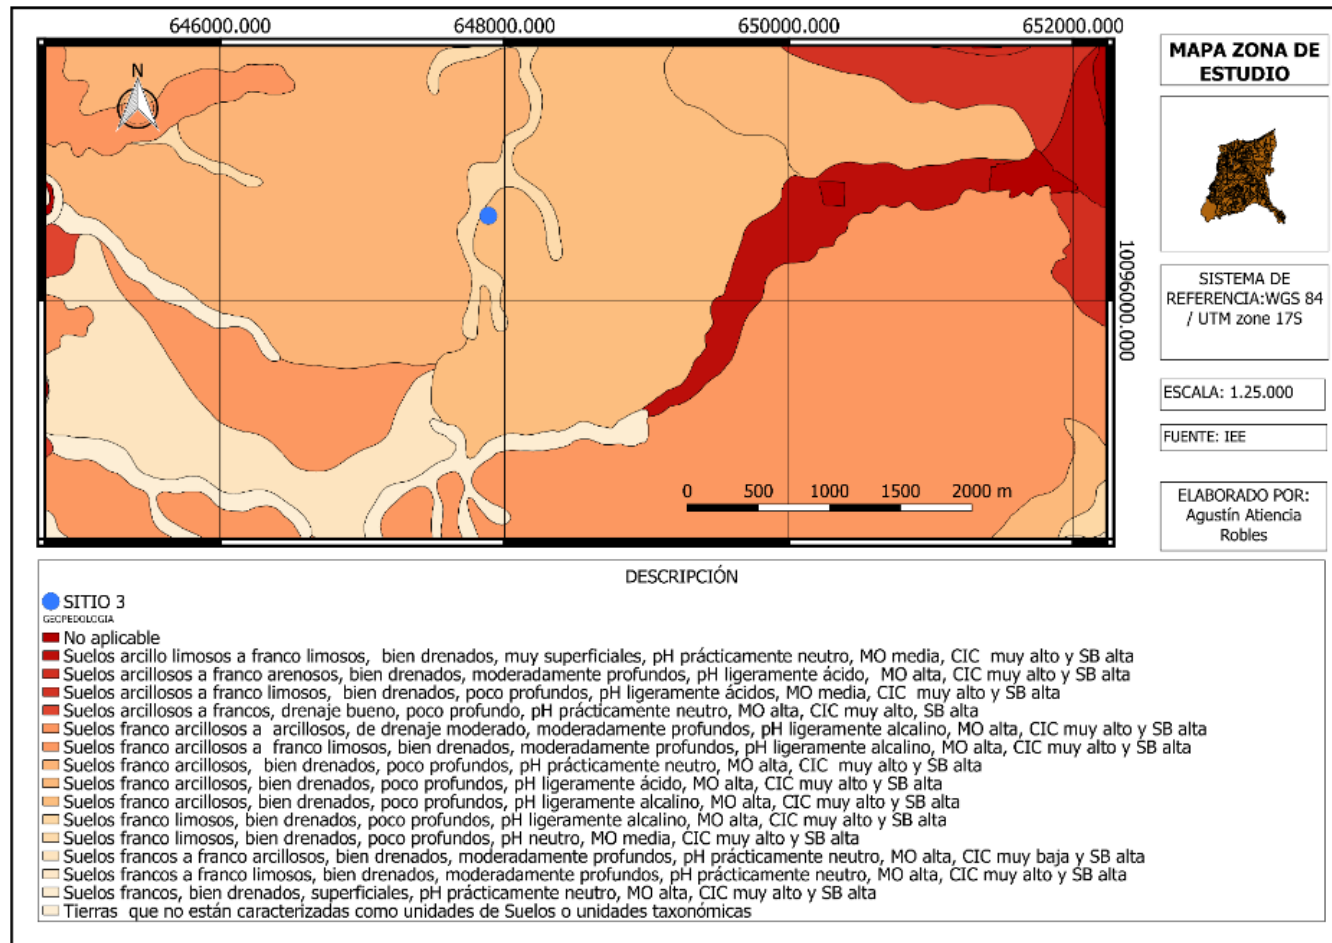 646000.000 648000.000 650000.000 652000.000
N
10096000.000
0 500 1000 1500 2000 m
MAPA ZONA DE
ESTUDIO
SISTEMA DE
REFERENCIA:WGS 84
/ UTM zone 17S
ESCALA: 1.25.000
FUENTE: IEE
ELABORADO POR:
Agustín Atiencia
Robles
DESCRIPCIÓN
SITIO 3
GEOPEDOLOGIA
No aplicable
Suelos arcillo limosos a franco limosos, bien drenados, muy superficiales, pH prácticamente neutro, MO media, CIC muy alto y SB alta
Suelos arcillosos a franco arenosos, bien drenados, moderadamente profundos, pH ligeramente ácido, MO alta, CIC muy alto y SB alta
Suelos arcillosos a franco limosos, bien drenados, poco profundos, pH ligeramente ácidos, MO media, CIC muy alto y SB alta
Suelos arcillosos a francos, drenaje bueno, poco profundo, pH prácticamente neutro, MO alta, CIC muy alto, SB alta
Suelos franco arcillosos a arcillosos, de drenaje moderado, moderadamente profundos, pH ligeramente alcalino, MO alta, CIC muy alto y SB alta
Suelos franco arcillosos a franco limosos, bien drenados, moderadamente profundos, pH ligeramente alcalino, MO alta, CIC muy alto y SB alta
Suelos franco arcillosos, bien drenados, poco profundos, pH prácticamente neutro, MO alta, CIC muy alto y SB alta
Suelos franco arcillosos, bien drenados, poco profundos, pH ligeramente ácido, MO alta, CIC muy alto y SB alta
Suelos franco arcillosos, bien drenados, poco profundos, pH ligeramente alcalino, MO alta, CIC muy alto y SB alta
Suelos franco limosos, bien drenados, poco profundos, pH ligeramente alcalino, MO alta, CIC muy alto y SB alta
Suelos franco limosos, bien drenados, poco profundos, pH neutro, MO media, CIC muy alto y SB alta
Suelos francos a franco arcillosos, bien drenados, moderadamente profundos, pH prácticamente neutro, MO alta, CIC muy baja y SB alta
Suelos francos a franco limosos, bien drenados, moderadamente profundos, pH prácticamente neutro, MO alta, CIC muy alto y SB alta
Suelos francos, bien drenados, superficiales, pH prácticamente neutro, MO alta, CIC muy alto y SB alta
Tierras que no están caracterizadas como unidades de Suelos o unidades taxonómicas